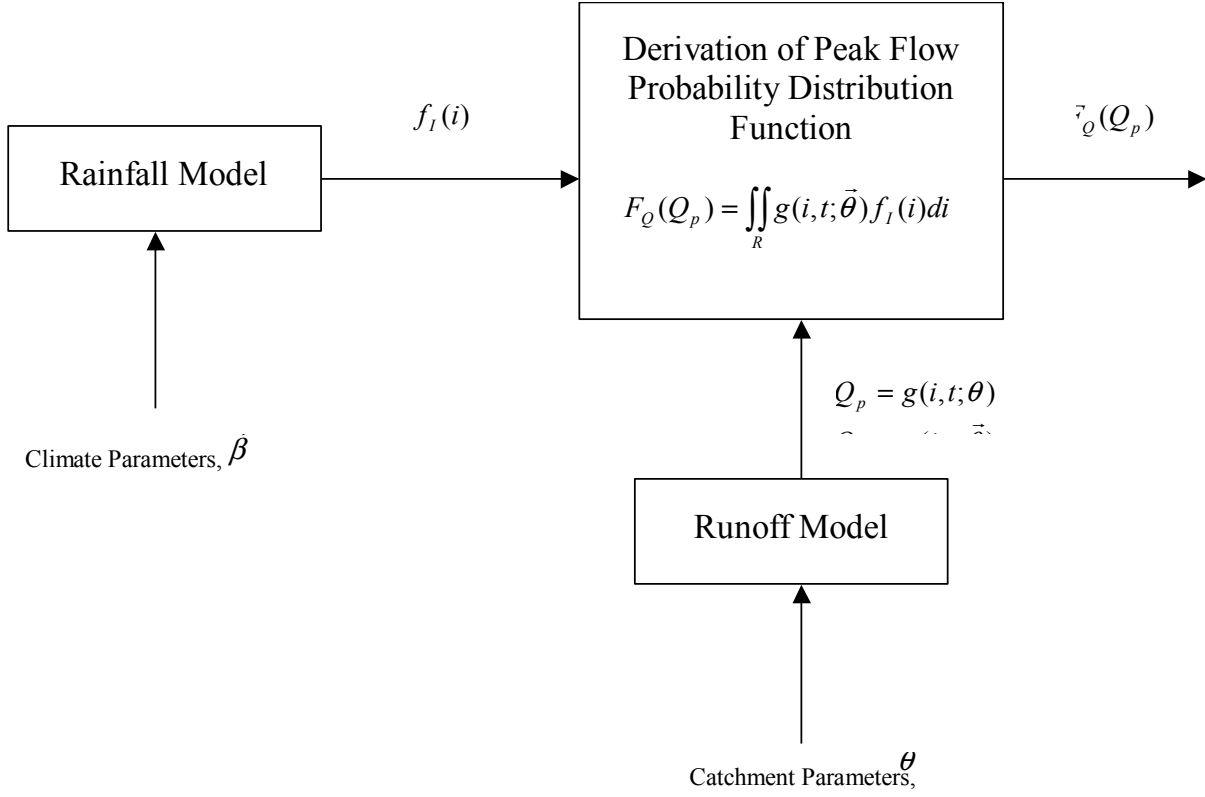 Derivation of Peak Flow
Probability Distribution
Function
f_I(i)
F_Q(Q_p)
Rainfall Model
F_Q(Q_p) = ∬_R g(i,t;θ⃗) f_I(i)di
Q_p = g(i,t;θ)
Climate Parameters, β
Runoff Model
Catchment Parameters, θ